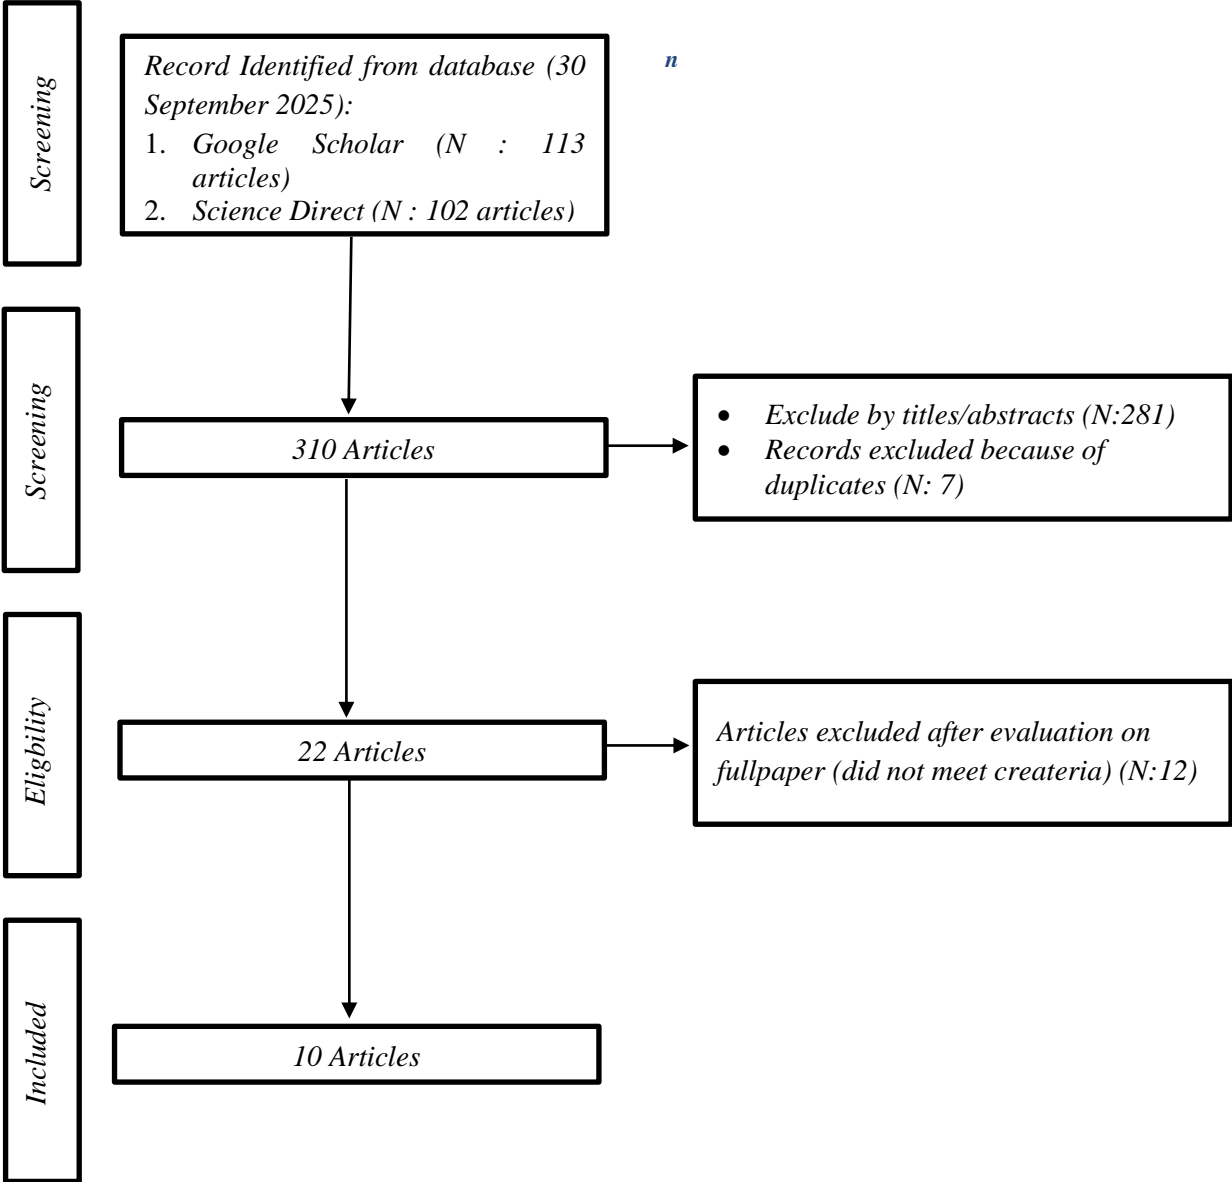 Screening
Record Identified from database (30
September 2025):
1. Google Scholar (N : 113
articles)
2. Science Direct (N : 102 articles)
n
Screening
310 Articles
• Exclude by titles/abstracts (N:281)
• Records excluded because of
duplicates (N: 7)
Eligbility
22 Articles
Articles excluded after evaluation on
fullpaper (did not meet createria) (N:12)
Included
10 Articles